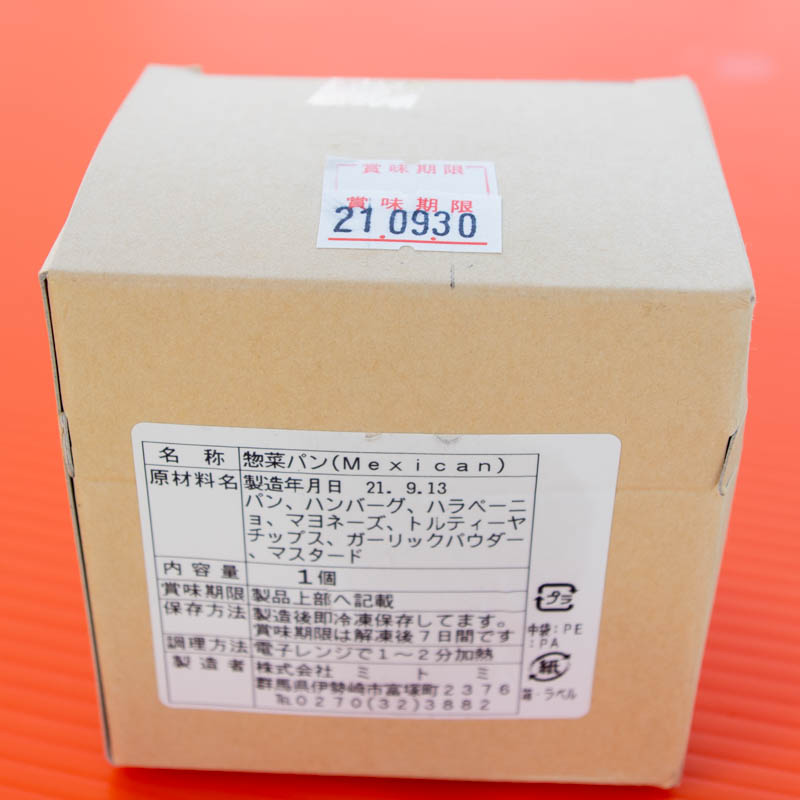 賞味期限
賞味期限
21.09.30
名称 惣菜パン(Mexican)
原材料名 製造年月日 21. 9.13
パン、ハンバーグ、ハラペーニ
ョ、マヨネーズ、トルティーヤ
チップス、ガーリックパウダー
、マスタード
内容量 1個
賞味期限 製品上部へ記載
保存方法 製造後即冷凍保存してます。
賞味期限は解凍後7日間です
調理方法 電子レンジで1~2分加熱
製造者 株式会社 ミトミ
群馬県伊勢崎市富塚町2376
℡0270(32)3882
プラ
中袋:PE
:PA
紙
箱・ラベル